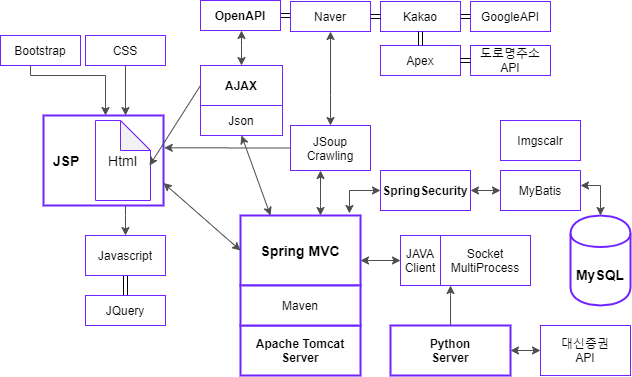 OpenAPI
Naver
Kakao
GoogleAPI
Bootstrap
CSS
Apex
도로명주소
API
AJAX
Json
JSP
Html
JSoup
Crawling
Imgscalr
SpringSecurity
MyBatis
Javascript
Spring MVC
JAVA
Client
Socket
MultiProcess
MySQL
JQuery
Maven
Apache Tomcat
Server
Python
Server
대신증권
API